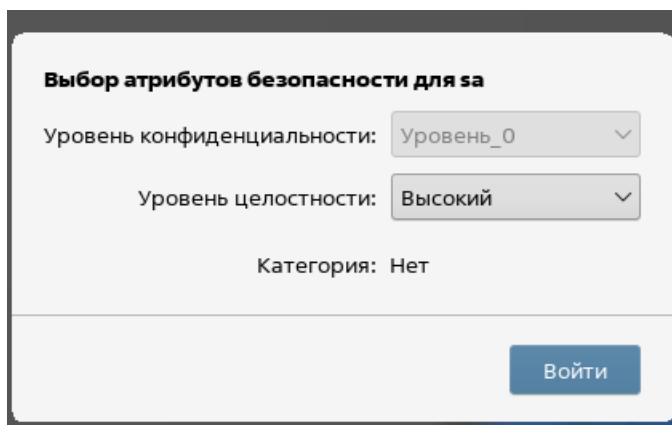 Выбор атрибутов безопасности для sa
Уровень конфиденциальности: Уровень_0
Уровень целостности: Высокий
Категория: Нет
Войти